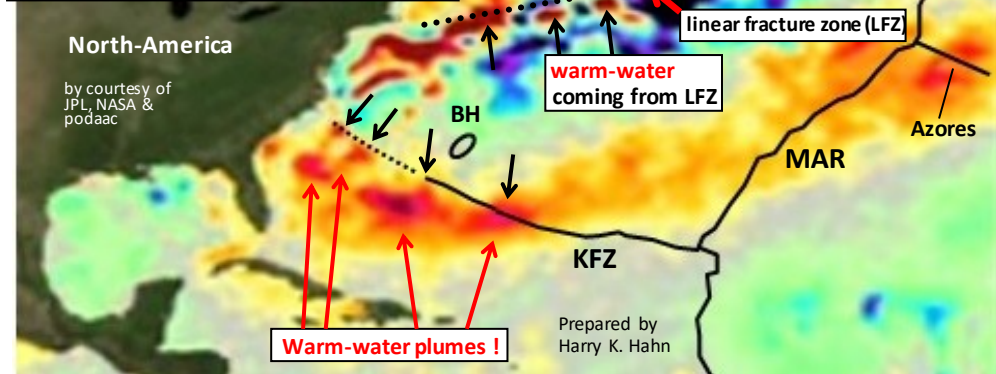 North-America
by courtesy of
JPL, NASA &
podaac
linear fracture zone (LFZ)
warm-water
coming from LFZ
BH
Azores
MAR
KFZ
Warm-water plumes !
Prepared by
Harry K. Hahn